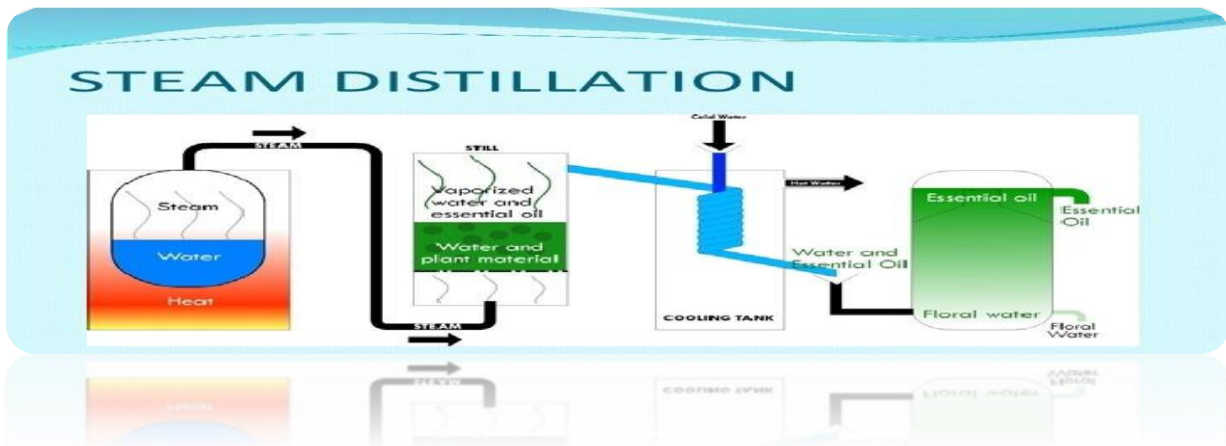 STEAM DISTILLATION
Cold Water
STEAM
STILL
Steam
Water
Heat
STEAM
Vaporized
water and
essential oil
Water and
plant material
Hot Water
COOLING TANK
Water and
Essential Oil
Essential oil
Essential
Oil
Floral water
Floral
Water